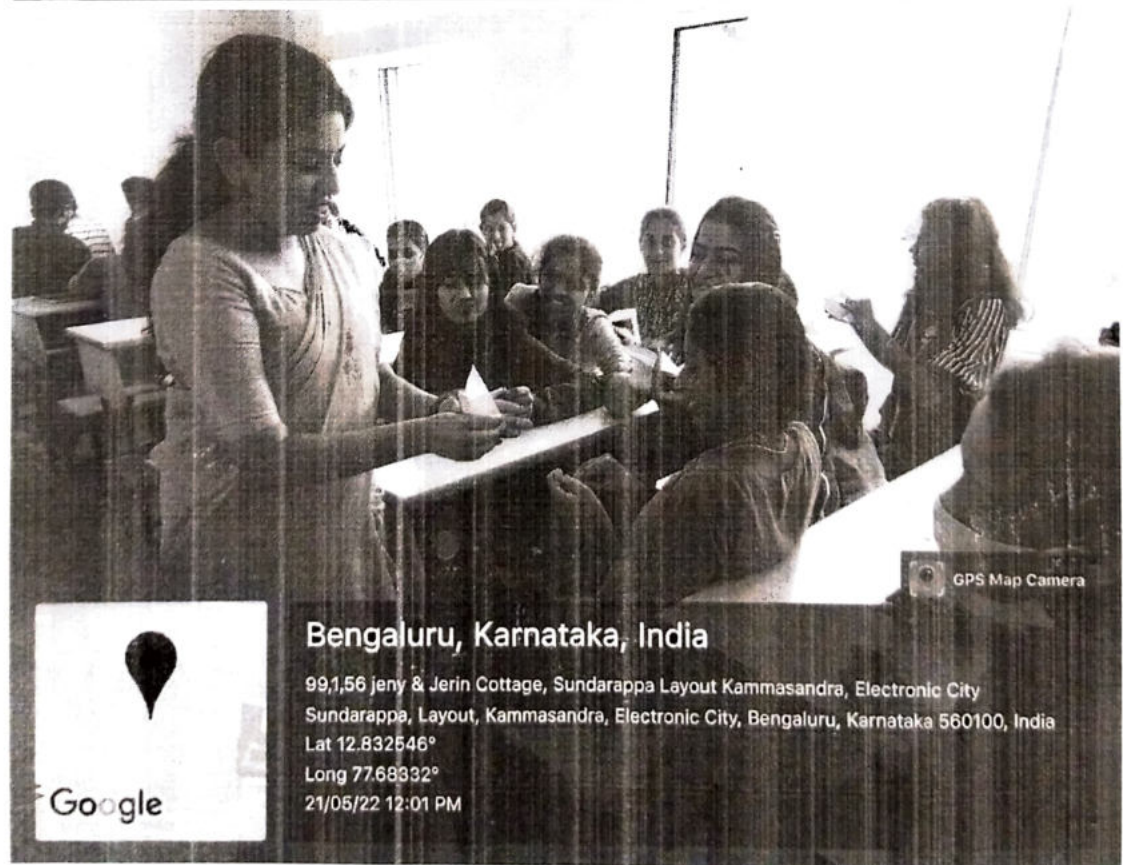 GPS Map Camera
Bengaluru, Karnataka, India
99,1,56 jeny & Jerin Cottage, Sundarappa Layout Kammasandra, Electronic City
Sundarappa, Layout, Kammasandra, Electronic City, Bengaluru, Karnataka 560100, India
Lat 12.832546°
Long 77.68332°
21/05/22 12:01 PM
Google